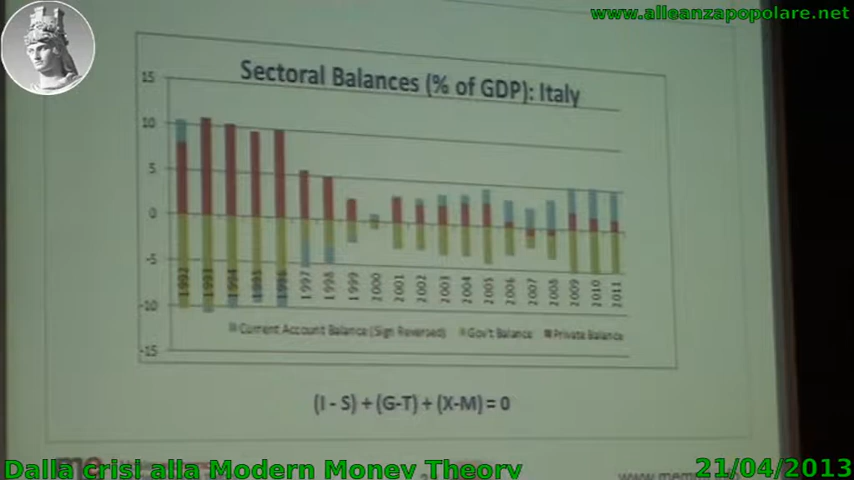 www.alleanzapopolare.net
Sectoral Balances (% of GDP): Italy
15
10
5
0
-5
-10
-15
1992 1993 1994 1995 1996 1997 1998 1999 2000 2001 2002 2003 2004 2005 2006 2007 2008 2009 2010 2011
Current Account Balance (Sign Reversed) Gov't Balance Private Balance
(I - S) + (G-T) + (X-M) = 0
Dalla crisi alla Modern Money Theory
21/04/2013